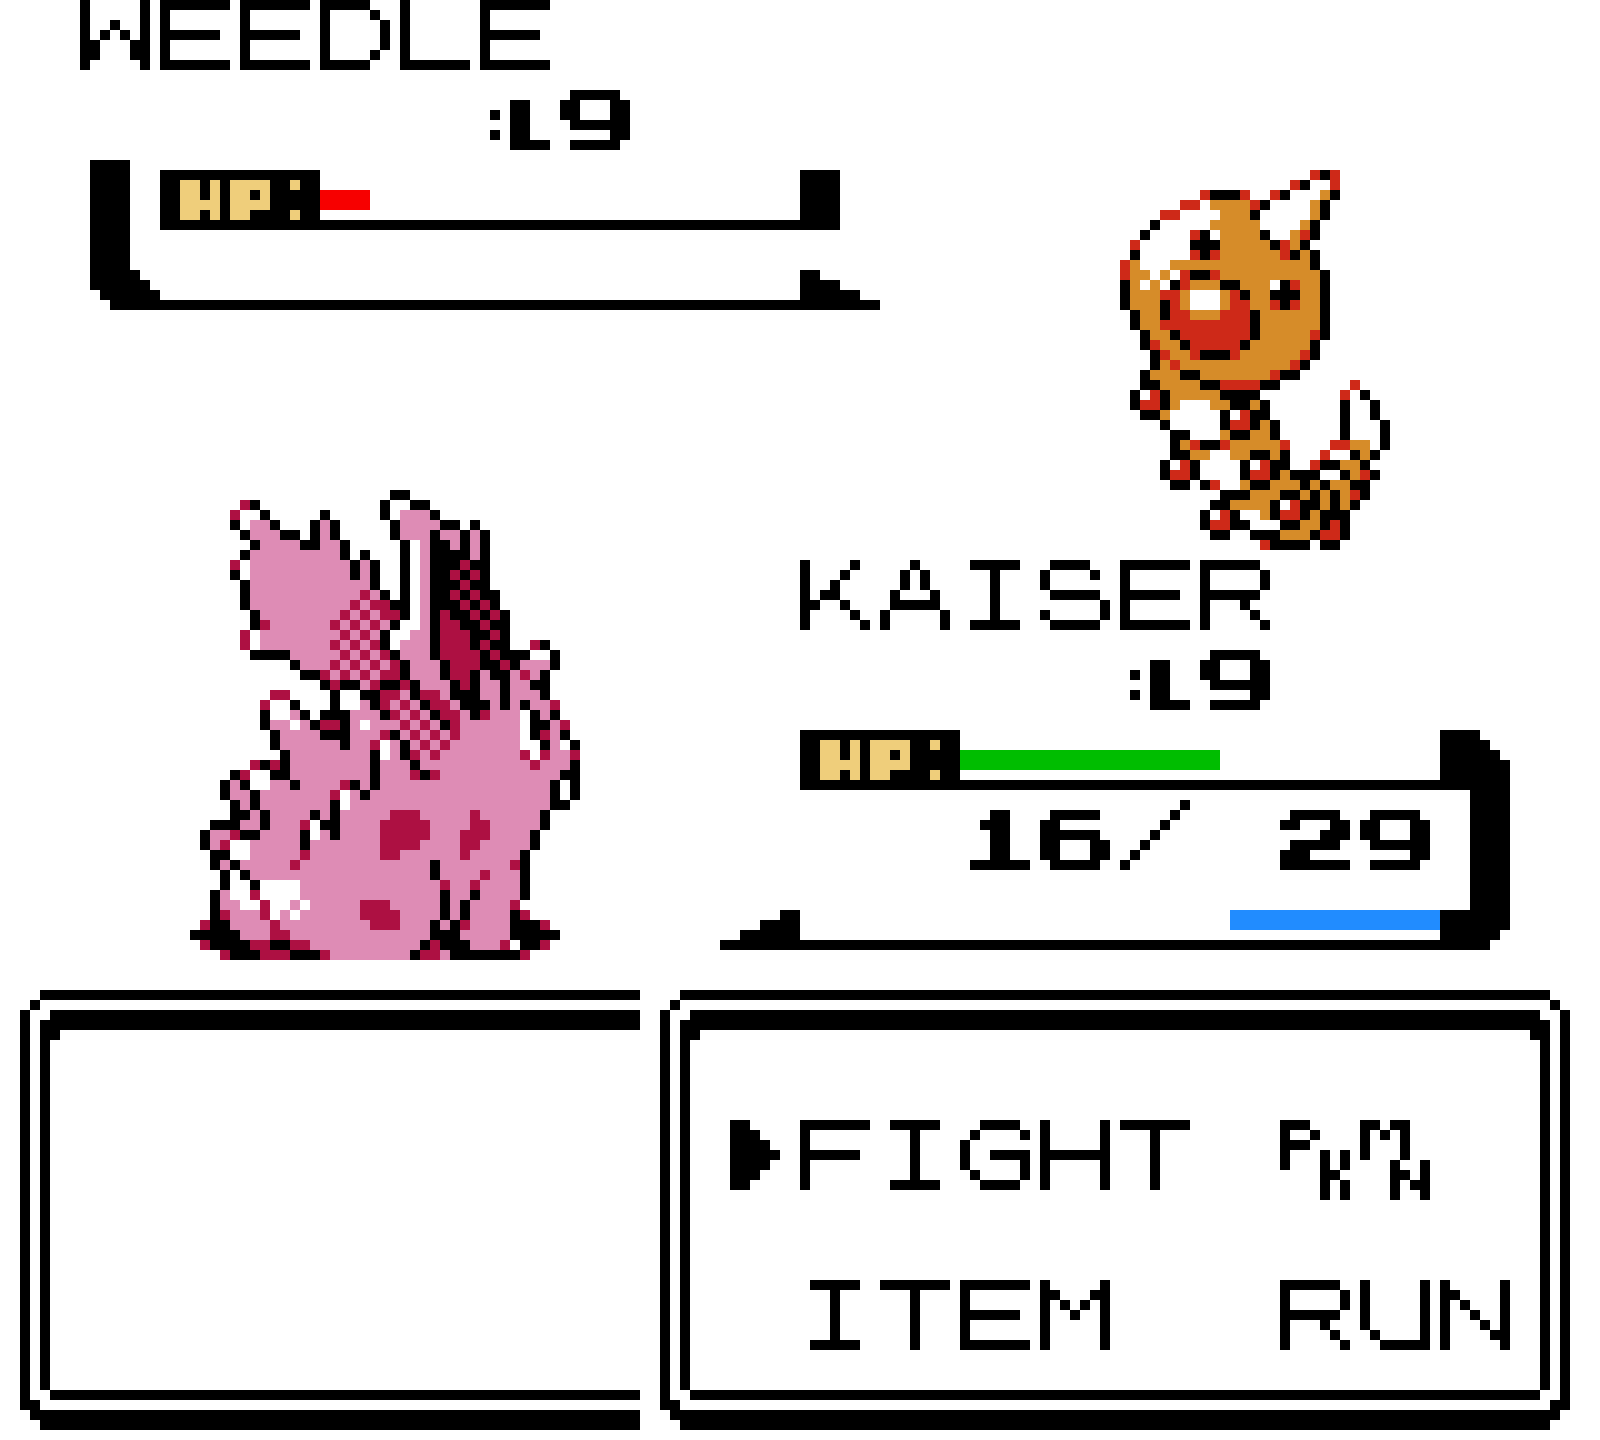 WEEDLE
:L9
HP:
KAISER
:L9
HP:
16/ 29
▶FIGHT PKMN
ITEM RUN